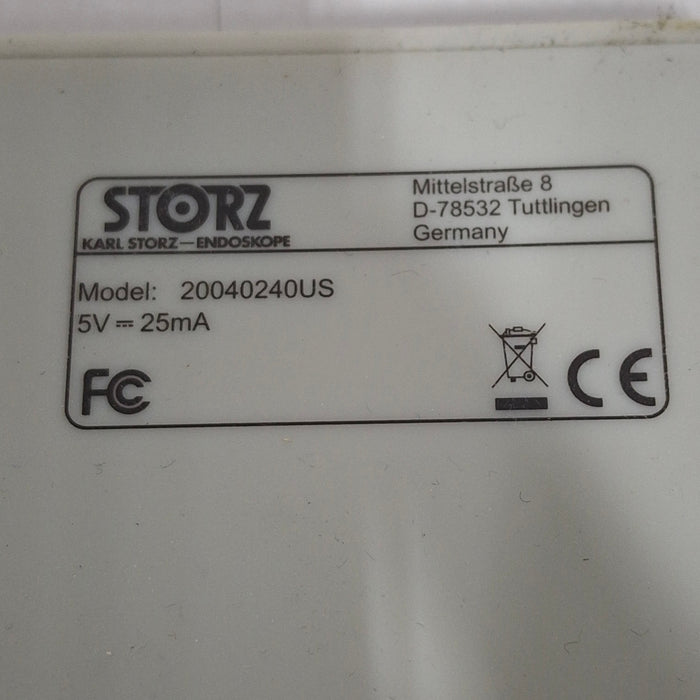 STORZ
KARL STORZ—ENDOSKOPE
Mittelstraße 8
D-78532 Tuttlingen
Germany
Model: 20040240US
5V ⎓ 25mA
FC
CE